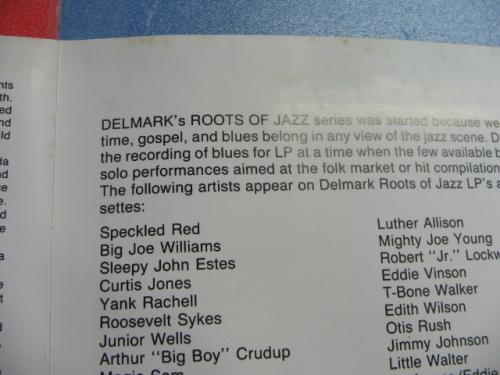 DELMARK's ROOTS OF JAZZ series was started because we
time, gospel, and blues belong in any view of the jazz scene. D
the recording of blues for LP at a time when the few available b
solo performances aimed at the folk market or hit compilation
The following artists appear on Delmark Roots of Jazz LP's a
settes:
Speckled Red
Big Joe Williams
Sleepy John Estes
Curtis Jones
Yank Rachell
Roosevelt Sykes
Junior Wells
Arthur "Big Boy" Crudup
Magic Sam
Luther Allison
Mighty Joe Young
Robert "Jr." Lockw
Eddie Vinson
T-Bone Walker
Edith Wilson
Otis Rush
Jimmy Johnson
Little Walter
(Eddie